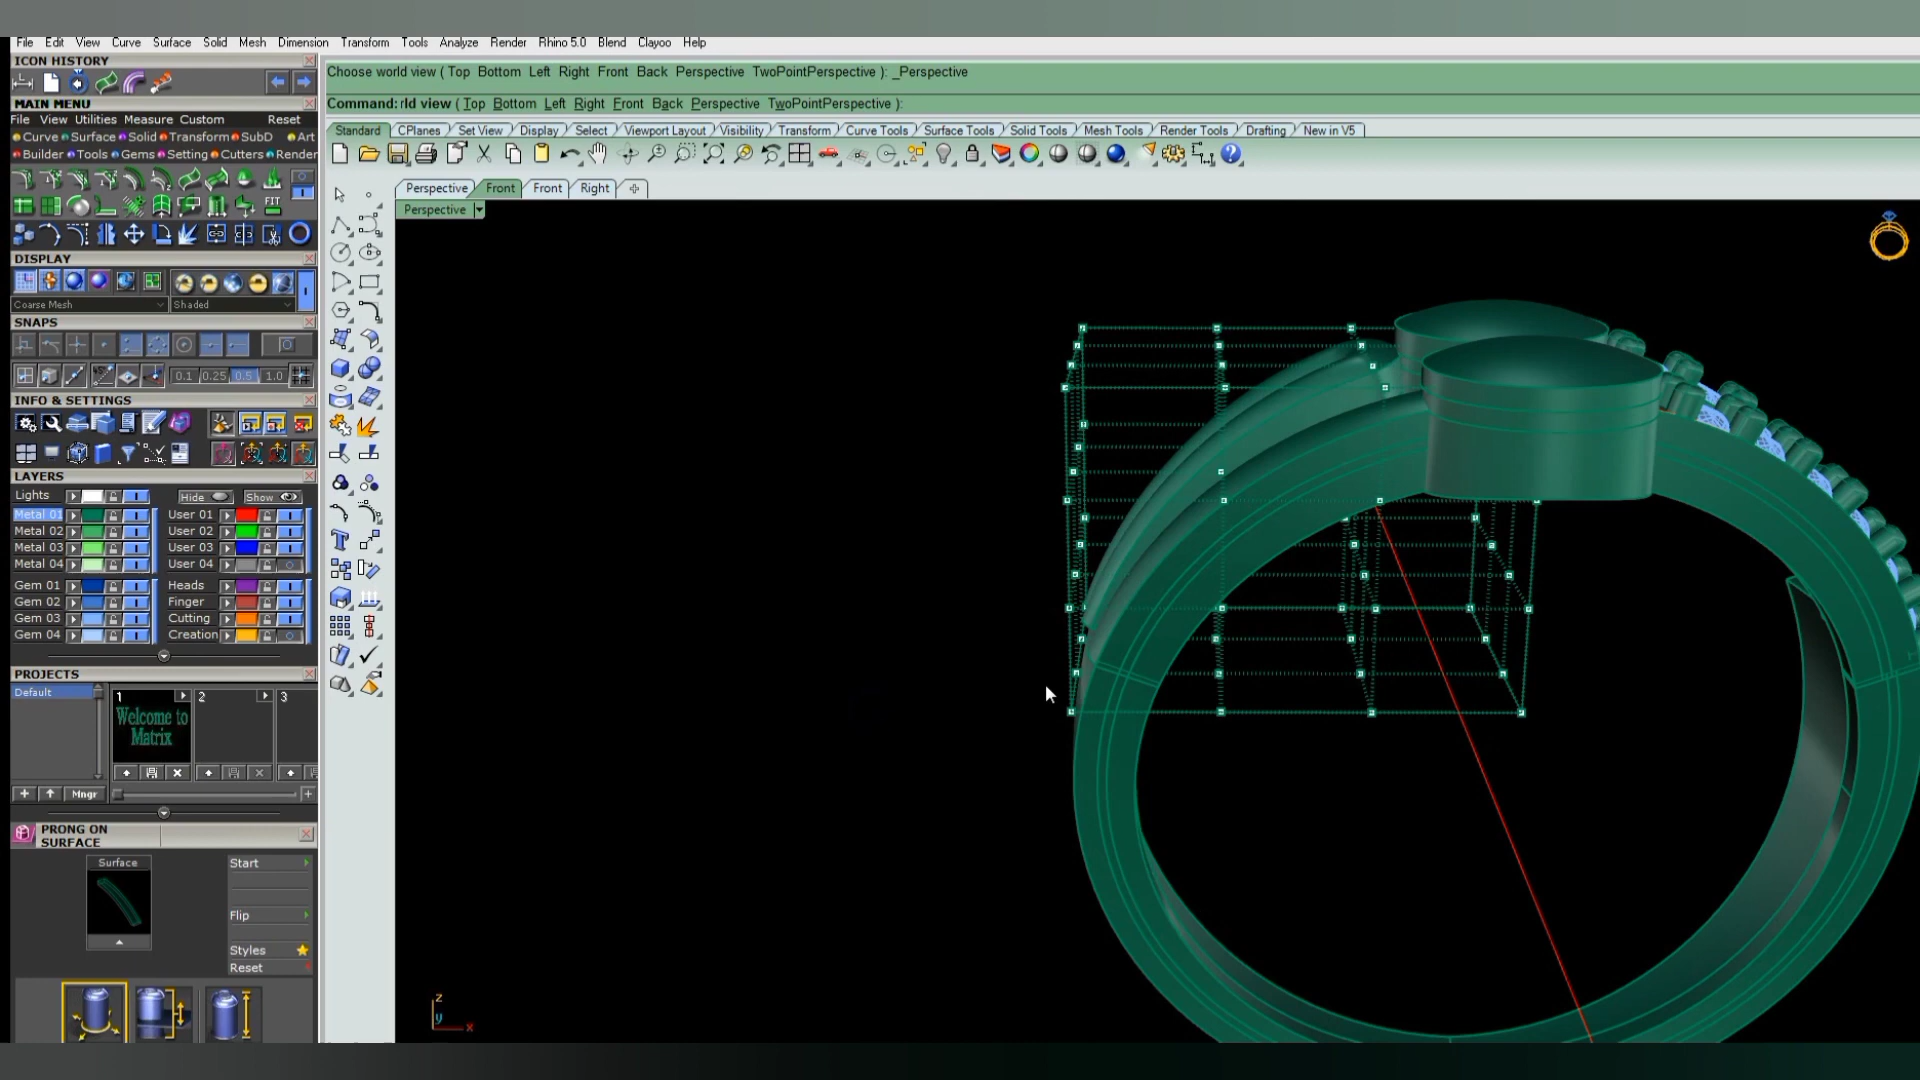 File Edit View Curve Surface Solid Mesh Dimension Transform Tools Analyze Render Rhino 5.0 Blend Clayoo Help
ICON HISTORY
Choose world view ( Top Bottom Left Right Front Back Perspective TwoPointPerspective ): _Perspective
MAIN MENU
Command: rld view ( Top Bottom Left Right Front Back Perspective TwoPointPerspective ):
File View Utilities Measure Custom Reset
Standard CPlanes Set View Display Select Viewport Layout Visibility Transform Curve Tools Surface Tools Solid Tools Mesh Tools Render Tools Drafting New in V5
Curve Surface Solid Transform SubD Art
Builder Tools Gems Setting Cutters Render
Perspective Front Front Right
Perspective
FIT
DISPLAY
Coarse Mesh Shaded
SNAPS
0.1 0.25 0.5 1.0
INFO & SETTINGS
LAYERS
Lights Hide Show
Metal 01 User 01
Metal 02 User 02
Metal 03 User 03
Metal 04 User 04
Gem 01 Heads
Gem 02 Finger
Gem 03 Cutting
Gem 04 Creation
PROJECTS
Default 1 2 3
Welcome to
Matrix
Mngr
PRONG ON
SURFACE
Surface Start
Flip
Styles
Reset
z
y
x